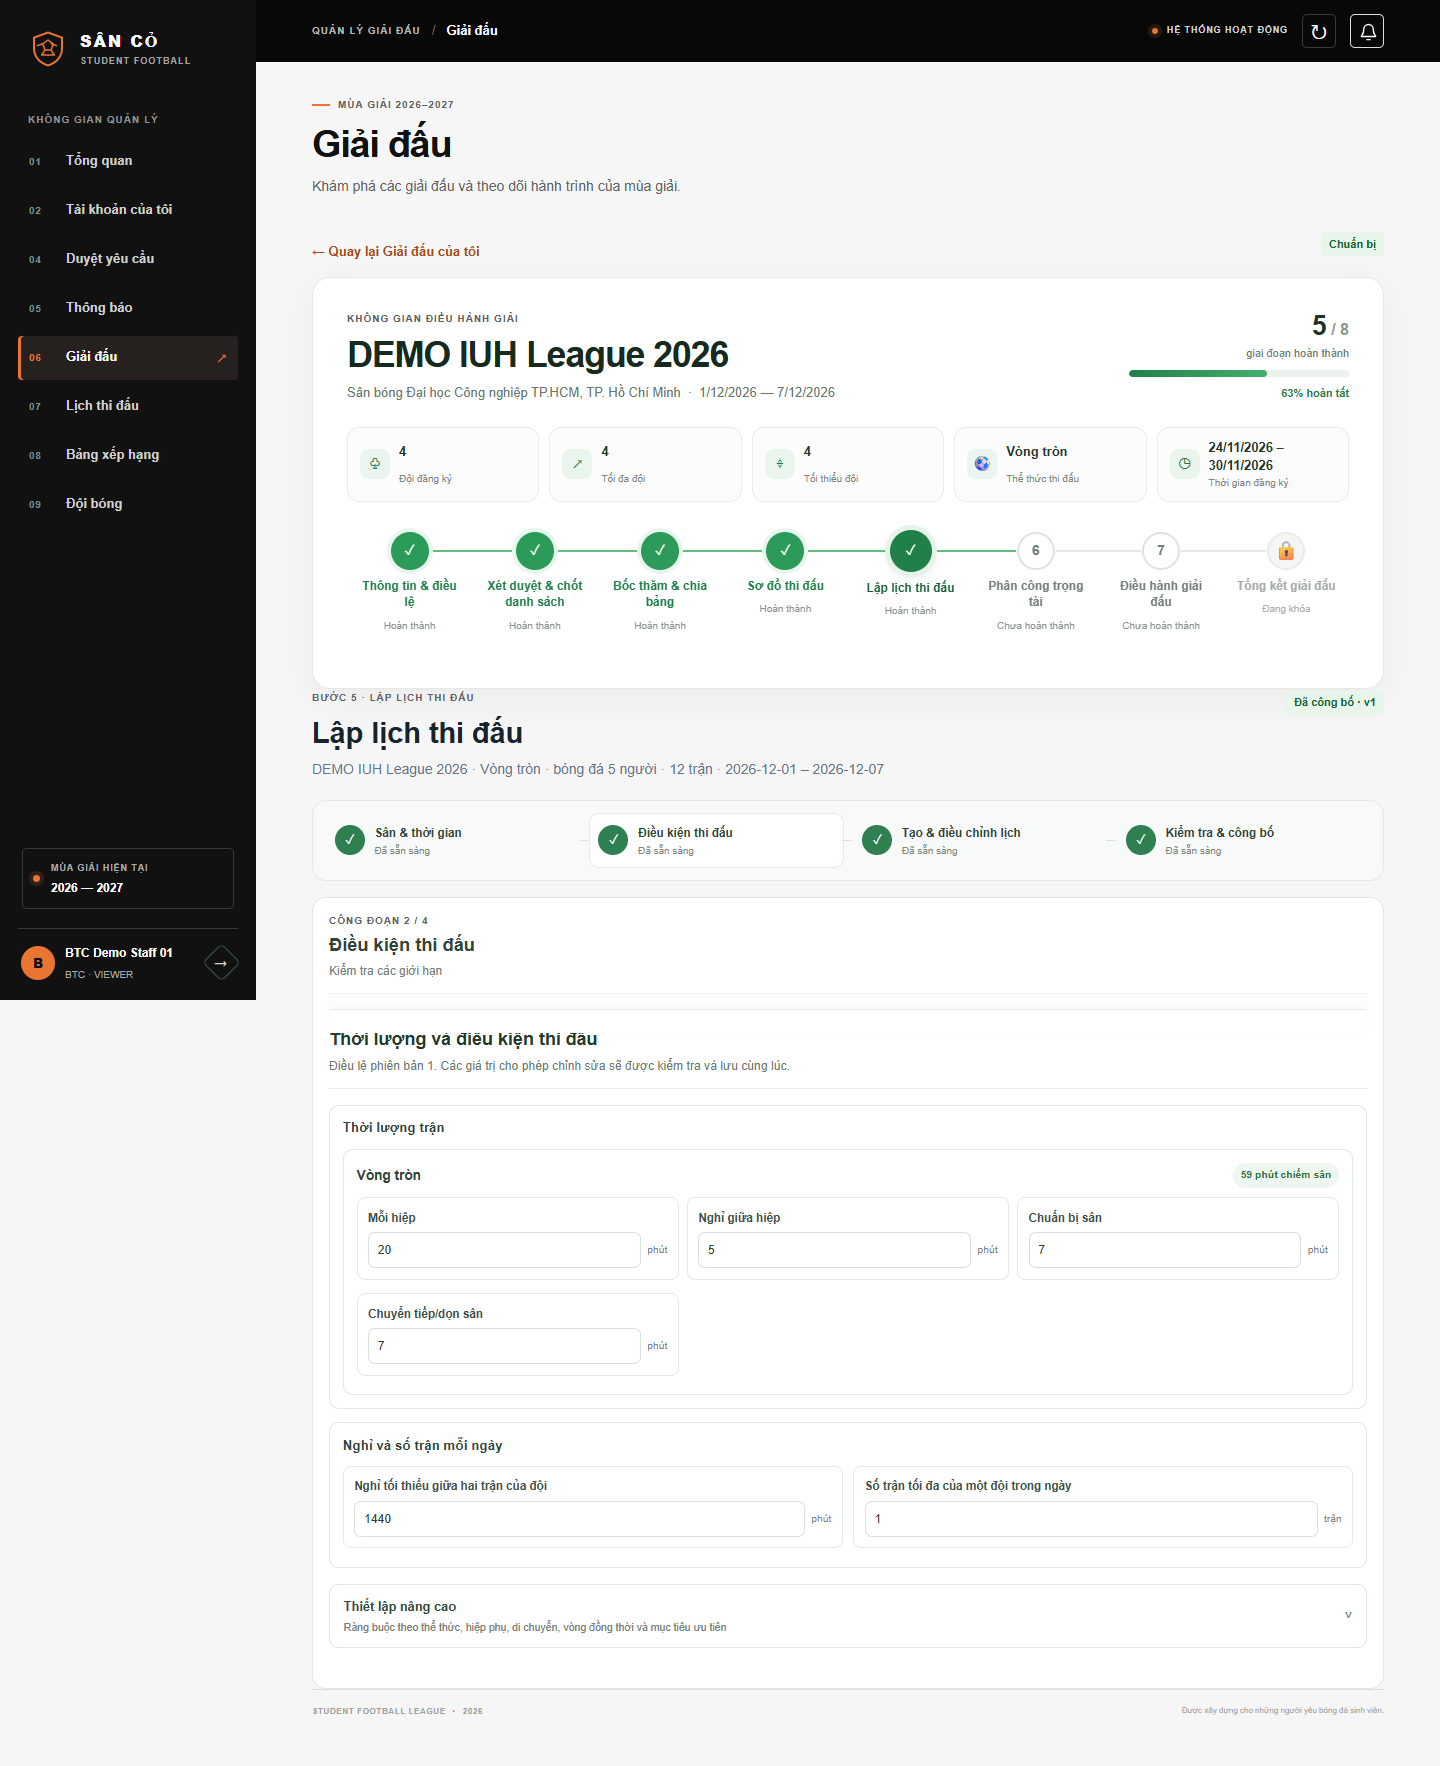 SÂN CỎ
STUDENT FOOTBALL
KHÔNG GIAN QUẢN LÝ
01 Tổng quan
02 Tài khoản của tôi
04 Duyệt yêu cầu
05 Thông báo
06 Giải đấu ↗
07 Lịch thi đấu
08 Bảng xếp hạng
09 Đội bóng
MÙA GIẢI HIỆN TẠI
2026 — 2027
B
BTC Demo Staff 01
BTC · VIEWER
→
QUẢN LÝ GIẢI ĐẤU / Giải đấu
HỆ THỐNG HOẠT ĐỘNG
↻
MÙA GIẢI 2026–2027
Giải đấu
Khám phá các giải đấu và theo dõi hành trình của mùa giải.
← Quay lại Giải đấu của tôi
Chuẩn bị
KHÔNG GIAN ĐIỀU HÀNH GIẢI
DEMO IUH League 2026
Sân bóng Đại học Công nghiệp TP.HCM, TP. Hồ Chí Minh · 1/12/2026 — 7/12/2026
5 / 8
giai đoạn hoàn thành
63% hoàn tất
4
Đội đăng ký
4
Tối đa đội
4
Tối thiểu đội
Vòng tròn
Thể thức thi đấu
24/11/2026 –
30/11/2026
Thời gian đăng ký
Thông tin & điều
lệ
Hoàn thành
Xét duyệt & chốt
danh sách
Hoàn thành
Bốc thăm & chia
bảng
Hoàn thành
Sơ đồ thi đấu
Hoàn thành
Lập lịch thi đấu
Hoàn thành
6
Phân công trọng
tài
Chưa hoàn thành
7
Điều hành giải
đấu
Chưa hoàn thành
Tổng kết giải đấu
Đang khóa
BƯỚC 5 · LẬP LỊCH THI ĐẤU
Lập lịch thi đấu
DEMO IUH League 2026 · Vòng tròn · bóng đá 5 người · 12 trận · 2026-12-01 – 2026-12-07
Đã công bố · v1
Sân & thời gian
Đã sẵn sàng
Điều kiện thi đấu
Đã sẵn sàng
Tạo & điều chỉnh lịch
Đã sẵn sàng
Kiểm tra & công bố
Đã sẵn sàng
CÔNG ĐOẠN 2 / 4
Điều kiện thi đấu
Kiểm tra các giới hạn
Thời lượng và điều kiện thi đấu
Điều lệ phiên bản 1. Các giá trị cho phép chỉnh sửa sẽ được kiểm tra và lưu cùng lúc.
Thời lượng trận
Vòng tròn
59 phút chiếm sân
Mỗi hiệp
20 phút
Nghỉ giữa hiệp
5 phút
Chuẩn bị sân
7 phút
Chuyển tiếp/dọn sân
7 phút
Nghỉ và số trận mỗi ngày
Nghỉ tối thiểu giữa hai trận của đội
1440 phút
Số trận tối đa của một đội trong ngày
1 trận
Thiết lập nâng cao
Ràng buộc theo thể thức, hiệp phụ, di chuyển, vòng đồng thời và mục tiêu ưu tiên
STUDENT FOOTBALL LEAGUE • 2026
Được xây dựng cho những người yêu bóng đá sinh viên.